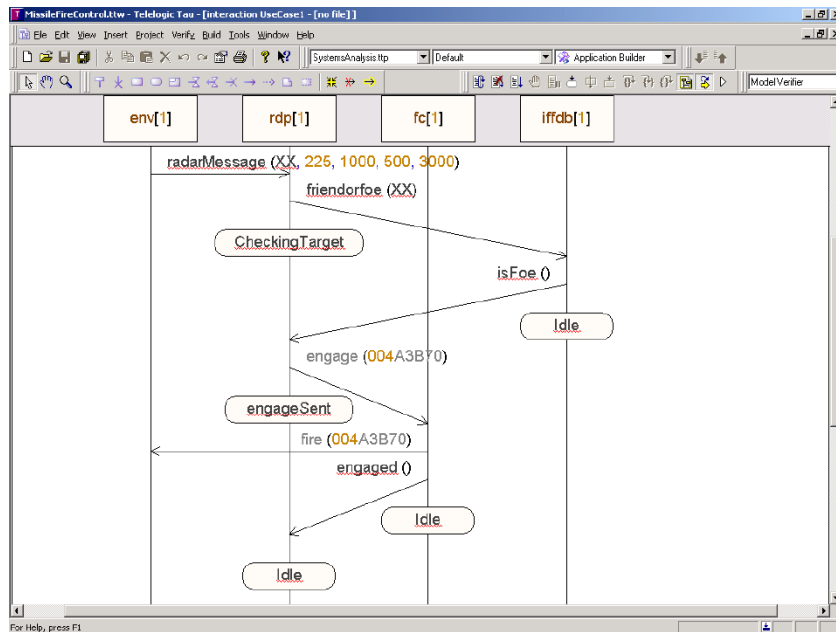 MissileFireControl.ttw - Telelogic Tau - [interaction UseCase1 - [no file] ]
File Edit View Insert Project Verify Build Tools Window Help
SystemsAnalysis.ttp Default Application Builder
ModelVerifier
env[1] rdp[1] fc[1] iffdb[1]
radarMessage (XX, 225, 1000, 500, 3000)
friendorfoe (XX)
CheckingTarget
isFoe ()
Idle
engage (004A3B70)
engageSent
fire (004A3B70)
engaged ()
Idle
Idle
For Help, press F1